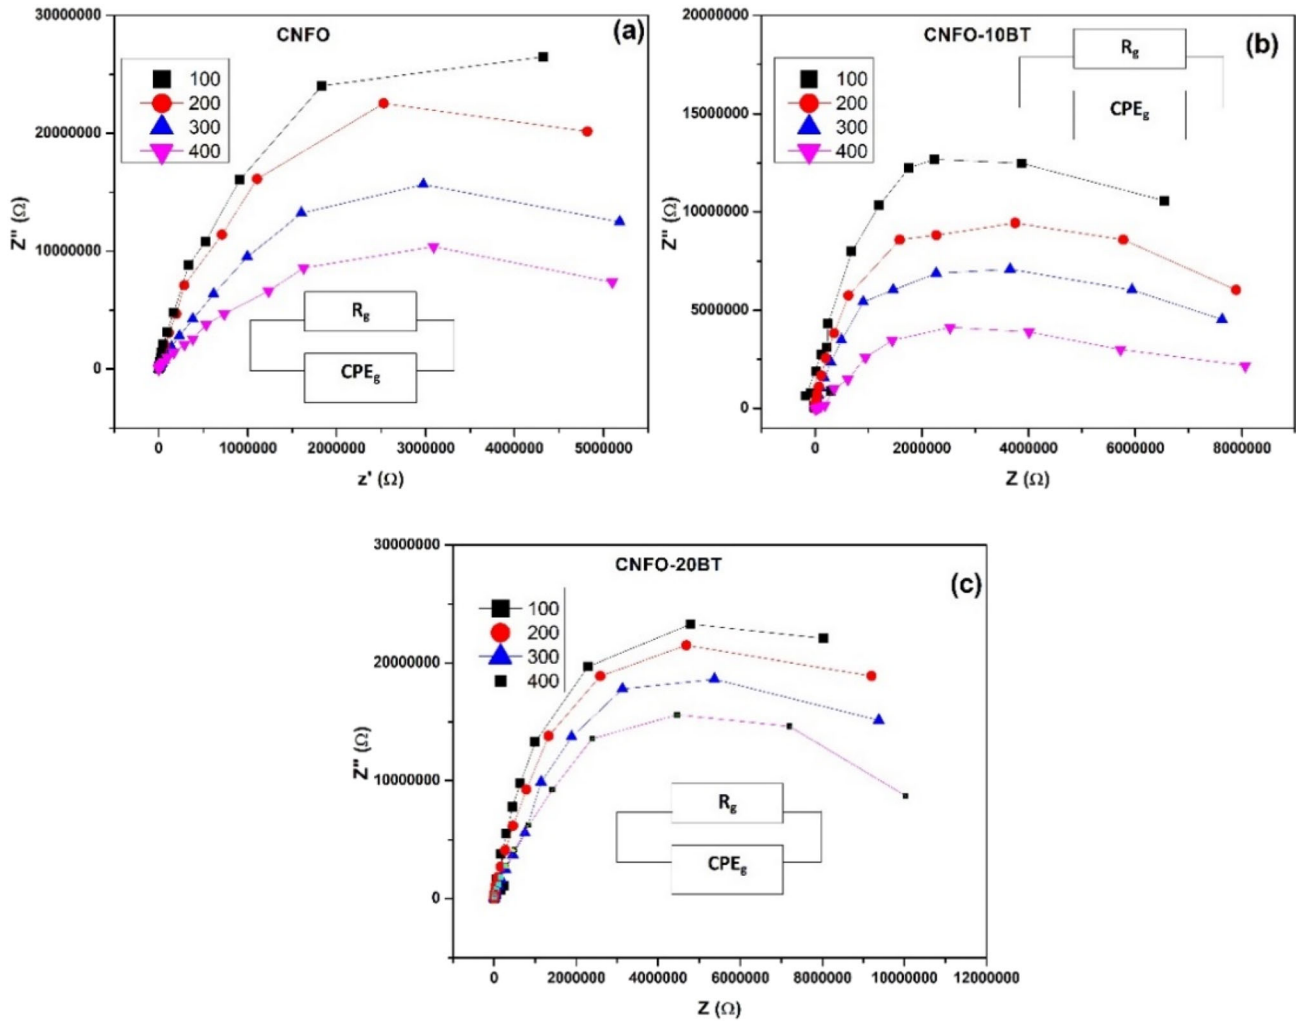 CNFO
(a)
100
200
300
400
30000000
20000000
10000000
0
Z'' (Ω)
0
1000000
2000000
3000000
4000000
5000000
z' (Ω)
Rg
CPEg
CNFO-10BT
(b)
100
200
300
400
Rg
CPEg
20000000
15000000
10000000
5000000
0
Z'' (Ω)
0
2000000
4000000
6000000
8000000
Z (Ω)
CNFO-20BT
(c)
100
200
300
400
30000000
20000000
10000000
0
Z'' (Ω)
Rg
CPEg
0
2000000
4000000
6000000
8000000
10000000
12000000
Z (Ω)